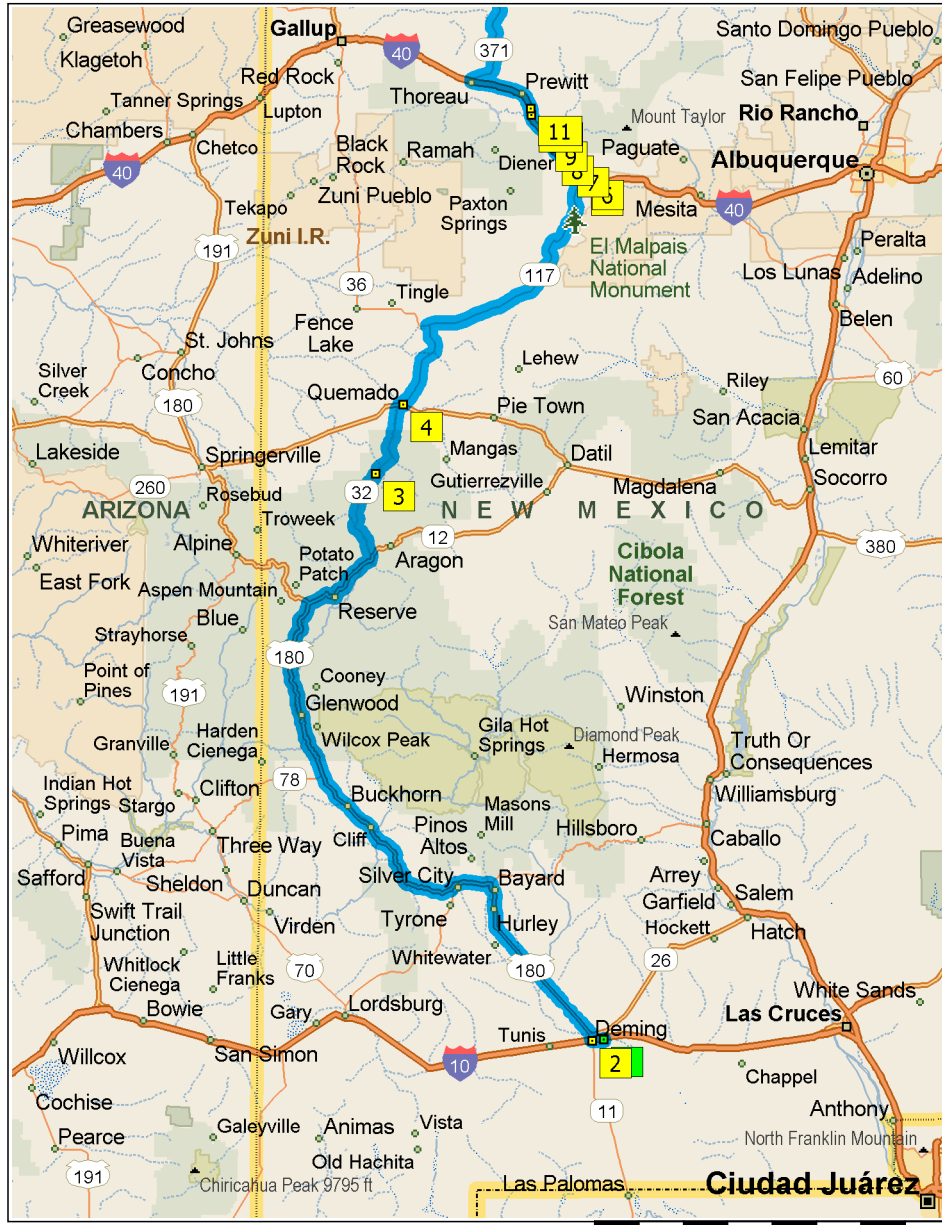 Greasewood
Klagetoh
Gallup
40
371
Santo Domingo Pueblo
San Felipe Pueblo
Red Rock
Thoreau
Prewitt
Tanner Springs
Lupton
Mount Taylor
Rio Rancho
Chambers
Chetco
11
Black
Rock
Ramah
Diener
9
Paguate
Albuquerque
40
8
7
Zuni Pueblo
Tekapo
Paxton
Springs
5
Mesita
40
Zuni I.R.
191
El Malpais
National
Monument
Peralta
Los Lunas
Adelino
117
36
Tingle
Belen
Fence
Lake
St. Johns
Concho
Lehew
Silver
Creek
180
Quemado
Riley
60
Pie Town
San Acacia
4
Lakeside
Springerville
Mangas
Datil
Lemitar
260
Rosebud
32
3
Gutierrezville
Magdalena
Socorro
ARIZONA
NEW MEXICO
Troweek
12
Whiteriver
Alpine
Potato
Patch
Aragon
380
East Fork
Aspen Mountain
Reserve
Cibola
National
Forest
Blue
Strayhorse
San Mateo Peak
180
Point of
Pines
191
Cooney
Glenwood
Winston
Harden
Cienega
Wilcox Peak
Gila Hot
Springs
Diamond Peak
Granville
Hermosa
Truth Or
Consequences
78
Indian Hot
Springs
Stargo
Clifton
Buckhorn
Masons
Mill
Williamsburg
Pima
Buena
Vista
Three Way
Cliff
Pinos
Altos
Hillsboro
Caballo
Safford
Sheldon
Duncan
Silver City
Bayard
Arrey
Salem
Swift Trail
Junction
Virden
Tyrone
Hurley
Garfield
Hockett
Hatch
Whitlock
Cienega
Little
Franks
70
Whitewater
180
26
Bowie
Gary
Lordsburg
White Sands
Las Cruces
Willcox
San Simon
Tunis
Deming
10
2
Chappel
Cochise
11
Anthony
Pearce
Galeyville
Animas
Vista
North Franklin Mountain
Old Hachita
191
Chiricahua Peak 9795 ft
Las Palomas
Ciudad Juárez